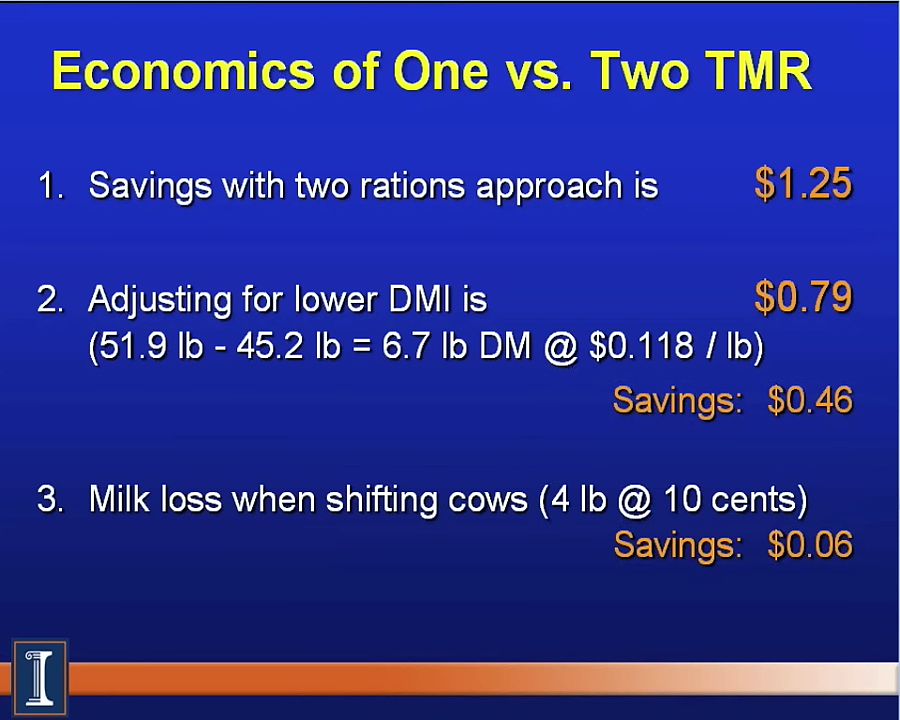 Economics of One vs. Two TMR
1. Savings with two rations approach is $1.25
2. Adjusting for lower DMI is $0.79
(51.9 lb - 45.2 lb = 6.7 lb DM @ $0.118 / lb)
Savings: $0.46
3. Milk loss when shifting cows (4 lb @ 10 cents)
Savings: $0.06
I